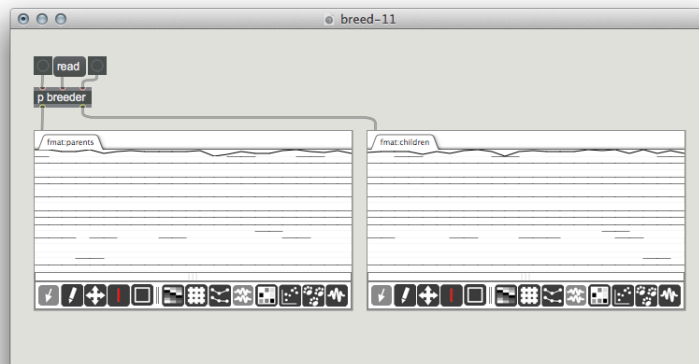 breed-11
read
p breeder
fmat:parents
fmat:children